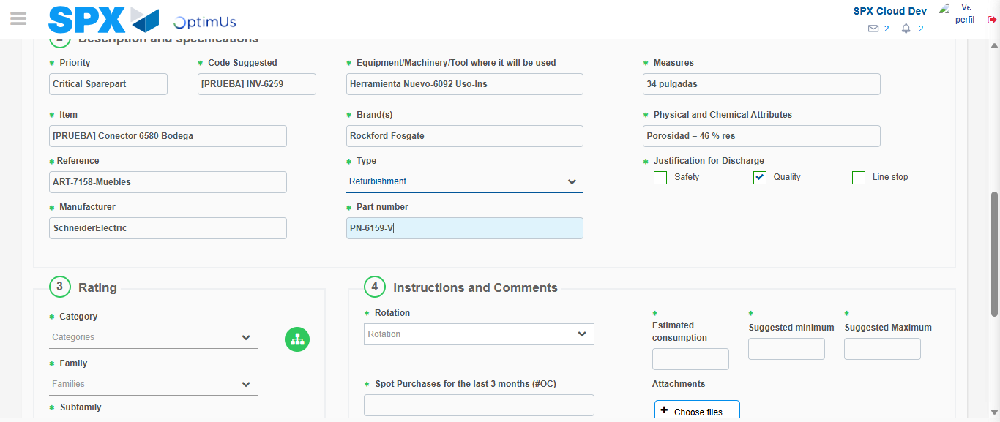 SPX
OptimUs
SPX Cloud Dev
Ve
perfil
2
2
2 Description and specifications
* Priority
Critical Sparepart
* Code Suggested
[PRUEBA] INV-6259
* Equipment/Machinery/Tool where it will be used
Herramienta Nuevo-6092 Uso-Ins
* Measures
34 pulgadas
* Item
[PRUEBA] Conector 6580 Bodega
* Brand(s)
Rockford Fosgate
* Physical and Chemical Attributes
Porosidad = 46 % res
* Reference
ART-7158-Muebles
* Type
Refurbishment
* Justification for Discharge
Safety
Quality
Line stop
* Manufacturer
SchneiderElectric
* Part number
PN-6159-V
3 Rating
* Category
Categories
* Family
Families
* Subfamily
4 Instructions and Comments
* Rotation
Rotation
* Estimated
consumption
* Suggested minimum
* Suggested Maximum
* Spot Purchases for the last 3 months (#OC)
Attachments
+ Choose files...